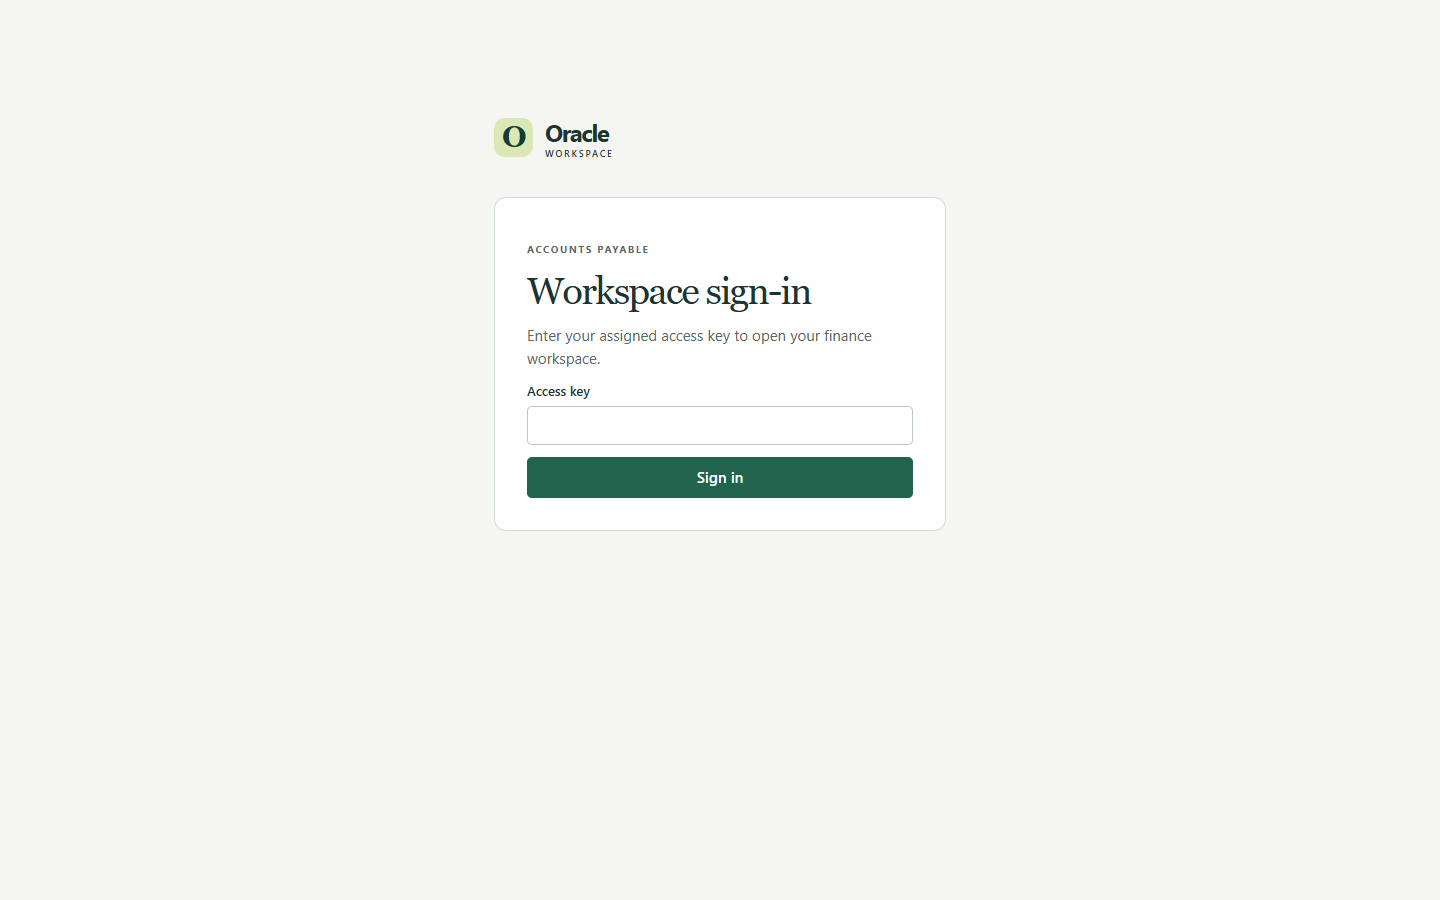 O
Oracle
WORKSPACE
ACCOUNTS PAYABLE
Workspace sign-in
Enter your assigned access key to open your finance
workspace.
Access key
Sign in